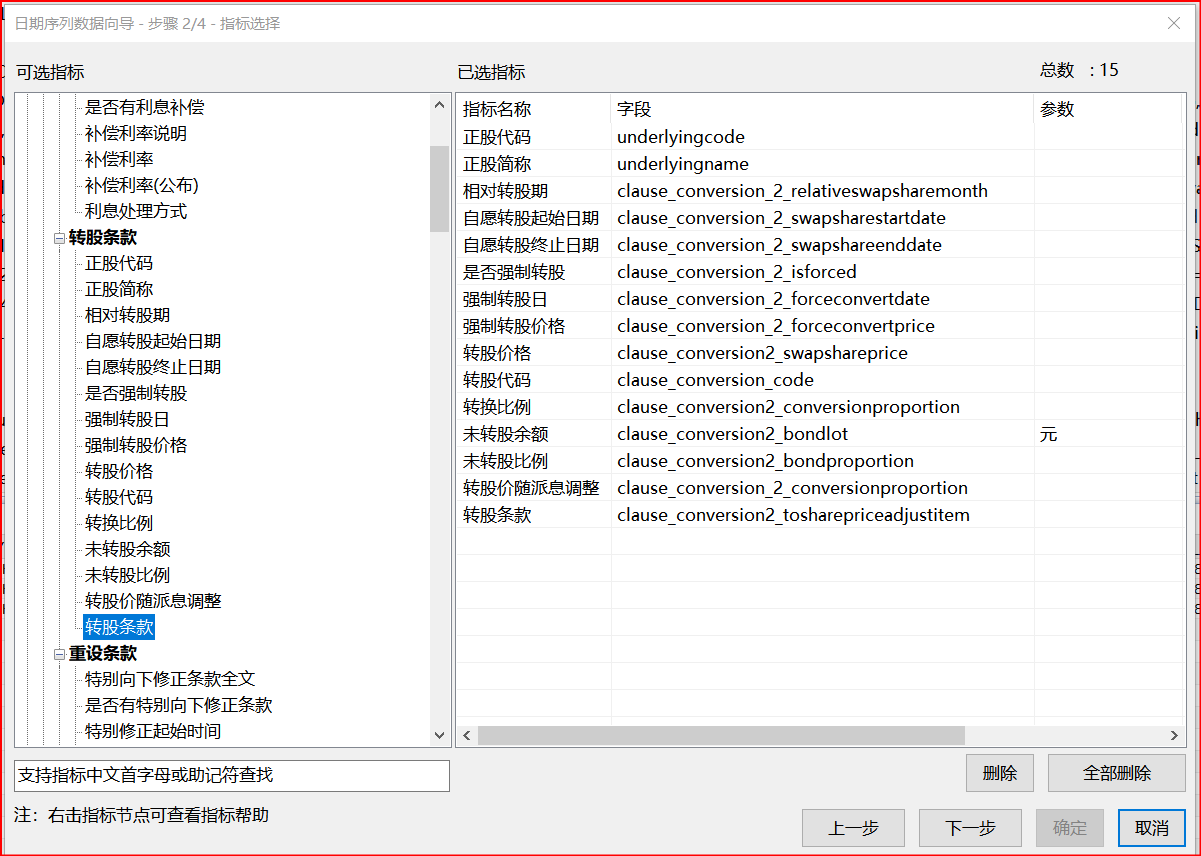 日期序列数据向导 - 步骤 2/4 - 指标选择
可选指标
是否有利息补偿
补偿利率说明
补偿利率
补偿利率(公布)
利息处理方式
转股条款
正股代码
正股简称
相对转股期
自愿转股起始日期
自愿转股终止日期
是否强制转股
强制转股日
强制转股价格
转股价格
转股代码
转换比例
未转股余额
未转股比例
转股价随派息调整
转股条款
重设条款
特别向下修正条款全文
是否有特别向下修正条款
特别修正起始时间
支持指标中文首字母或助记符查找
注：右击指标节点可查看指标帮助
已选指标 总数 : 15
指标名称 字段 参数
正股代码 underlyingcode
正股简称 underlyingname
相对转股期 clause_conversion_2_relativeswapsharemonth
自愿转股起始日期 clause_conversion_2_swapsharestartdate
自愿转股终止日期 clause_conversion_2_swapshareenddate
是否强制转股 clause_conversion_2_isforced
强制转股日 clause_conversion_2_forceconvertdate
强制转股价格 clause_conversion_2_forceconvertprice
转股价格 clause_conversion2_swapshareprice
转股代码 clause_conversion_code
转换比例 clause_conversion2_conversionproportion
未转股余额 clause_conversion2_bondlot 元
未转股比例 clause_conversion2_bondproportion
转股价随派息调整 clause_conversion_2_conversionproportion
转股条款 clause_conversion2_tosharepriceadjustitem
删除 全部删除
上一步 下一步 确定 取消